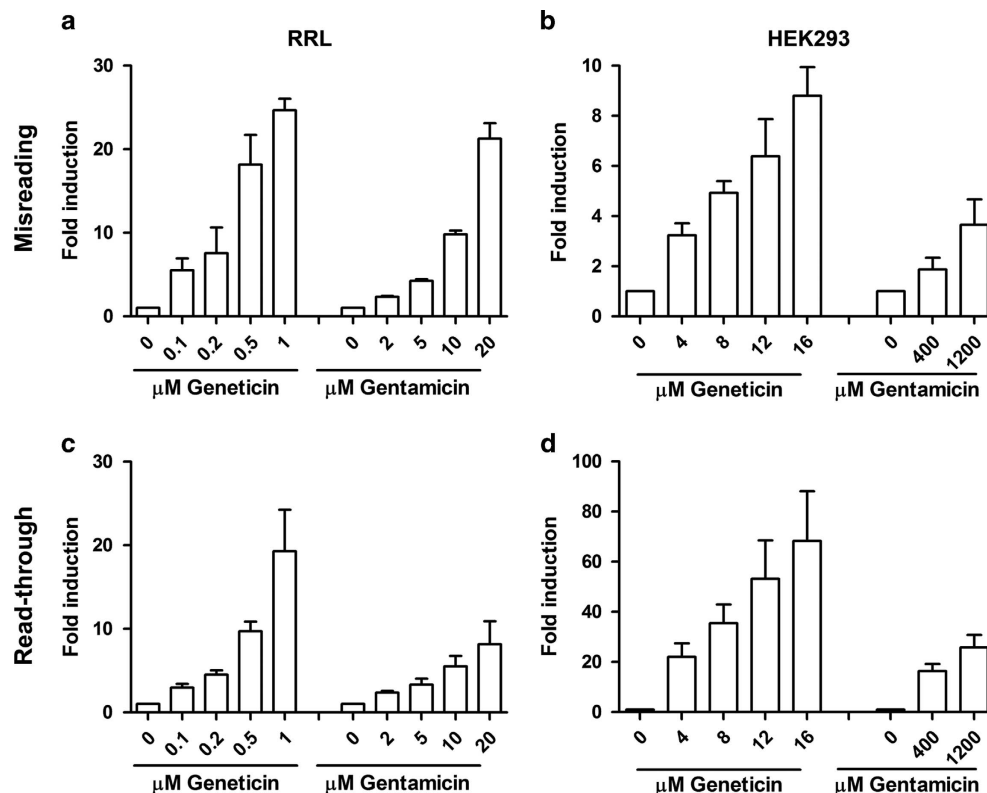 a
RRL
Misreading
Fold induction
30
20
10
0
0 0.1 0.2 0.5 1 0 2 5 10 20
μM Geneticin μM Gentamicin
b
HEK293
Fold induction
10
8
6
4
2
0
0 4 8 12 16 0 400 1200
μM Geneticin μM Gentamicin
c
Read-through
Fold induction
30
20
10
0
0 0.1 0.2 0.5 1 0 2 5 10 20
μM Geneticin μM Gentamicin
d
Fold induction
100
80
60
40
20
0
0 4 8 12 16 0 400 1200
μM Geneticin μM Gentamicin